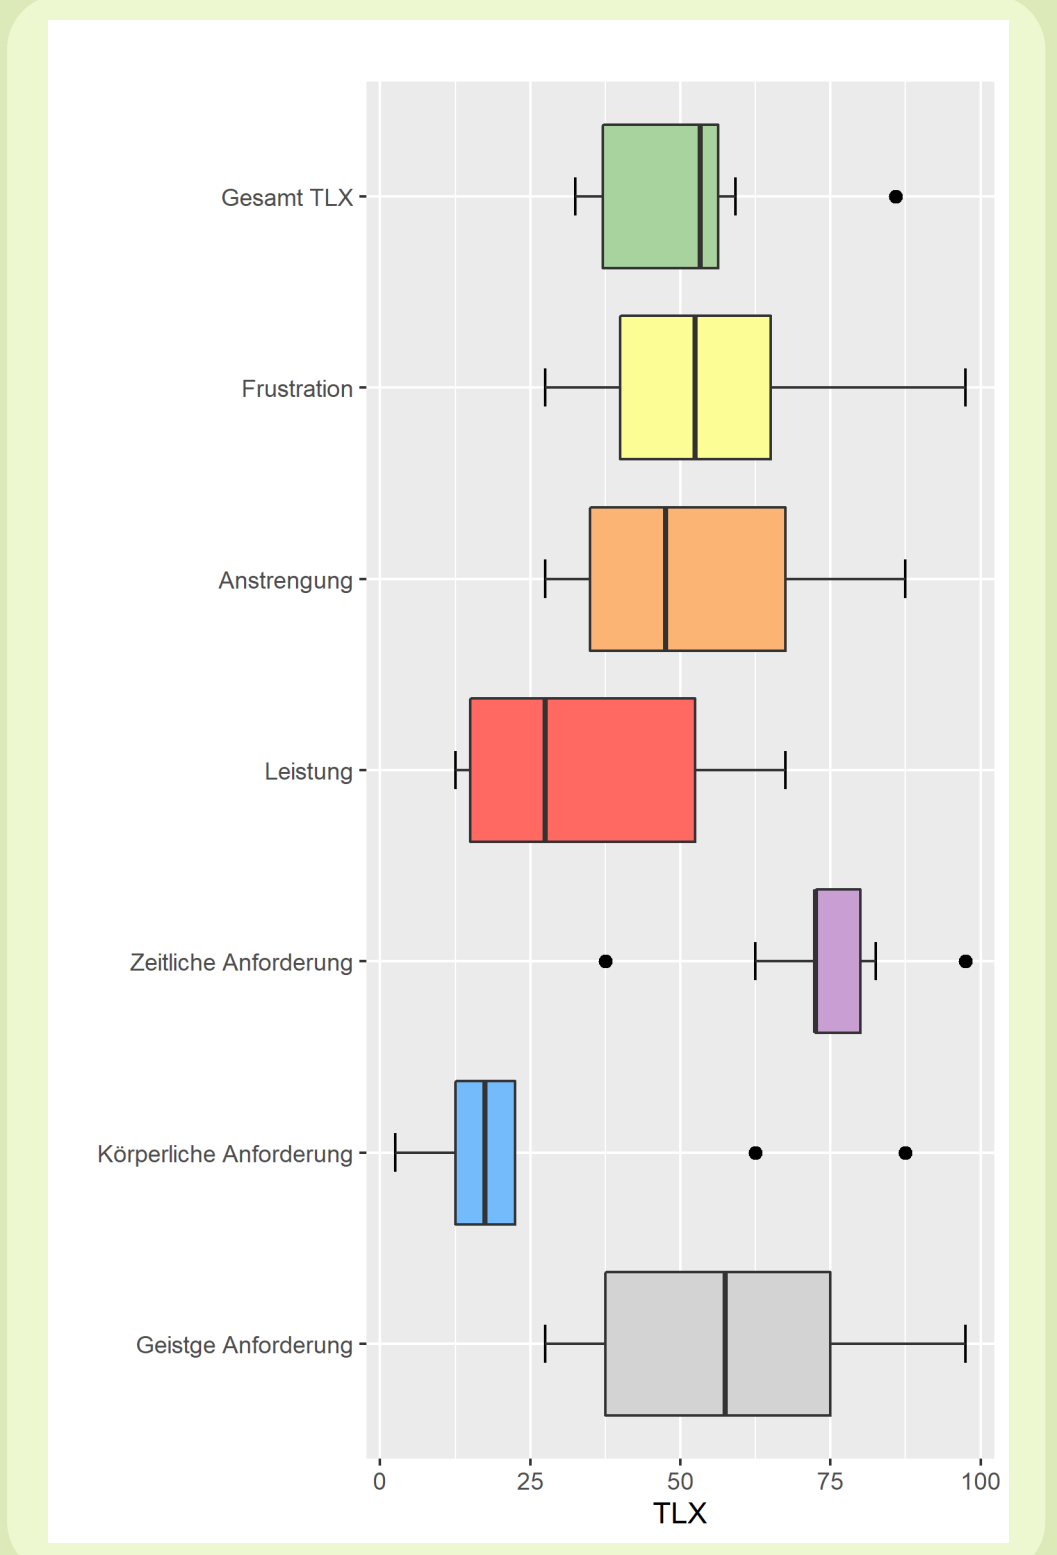 Gesamt TLX
Frustration
Anstrengung
Leistung
Zeitliche Anforderung
Körperliche Anforderung
Geistge Anforderung
0 25 50 75 100
TLX